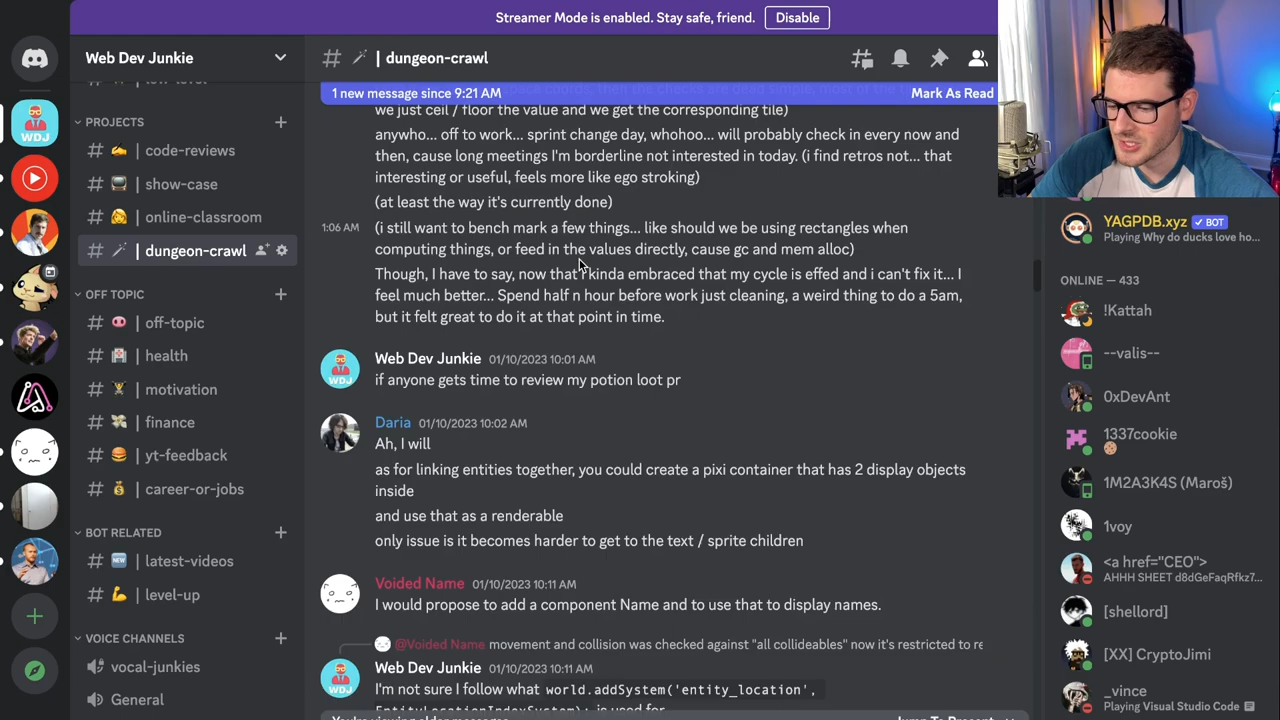 Streamer Mode is enabled. Stay safe, friend.
Disable
Web Dev Junkie
PROJECTS
# | code-reviews
# | show-case
# | online-classroom
# | dungeon-crawl
OFF TOPIC
# | off-topic
# | health
# | motivation
# | finance
# | yt-feedback
# | career-or-jobs
BOT RELATED
# | latest-videos
# | level-up
VOICE CHANNELS
vocal-junkies
General
# | dungeon-crawl
1 new message since 9:21 AM
Mark As Read
we just ceil / floor the value and we get the corresponding tile)
anywho... off to work... sprint change day, whohoo... will probably check in every now and
then, cause long meetings I'm borderline not interested in today. (i find retros not... that
interesting or useful, feels more like ego stroking)
(at least the way it's currently done)
1:06 AM
(i still want to bench mark a few things... like should we be using rectangles when
computing things, or feed in the values directly, cause gc and mem alloc)
Though, I have to say, now that I kinda embraced that my cycle is effed and i can't fix it... I
feel much better... Spend half n hour before work just cleaning, a weird thing to do a 5am,
but it felt great to do it at that point in time.
Web Dev Junkie 01/10/2023 10:01 AM
if anyone gets time to review my potion loot pr
Daria 01/10/2023 10:02 AM
Ah, I will
as for linking entities together, you could create a pixi container that has 2 display objects
inside
and use that as a renderable
only issue is it becomes harder to get to the text / sprite children
Voided Name 01/10/2023 10:11 AM
I would propose to add a component Name and to use that to display names.
@Voided Name movement and collision was checked against "all collideables" now it's restricted to re
Web Dev Junkie 01/10/2023 10:11 AM
I'm not sure I follow what world.addSystem('entity_location',
EntityLocationIndexSystem); is used for
You're viewing older messages
Jump To Present
YAGPDB.xyz BOT
Playing Why do ducks love ho...
ONLINE — 433
!Kattah
--valis--
0xDevAnt
1337cookie
1M2A3K4S (Maroš)
1voy
<a href="CEO">
AHHH SHEET d8dGeFaqRfkz7...
[shellord]
[XX] CryptoJimi
_vince
Playing Visual Studio Code